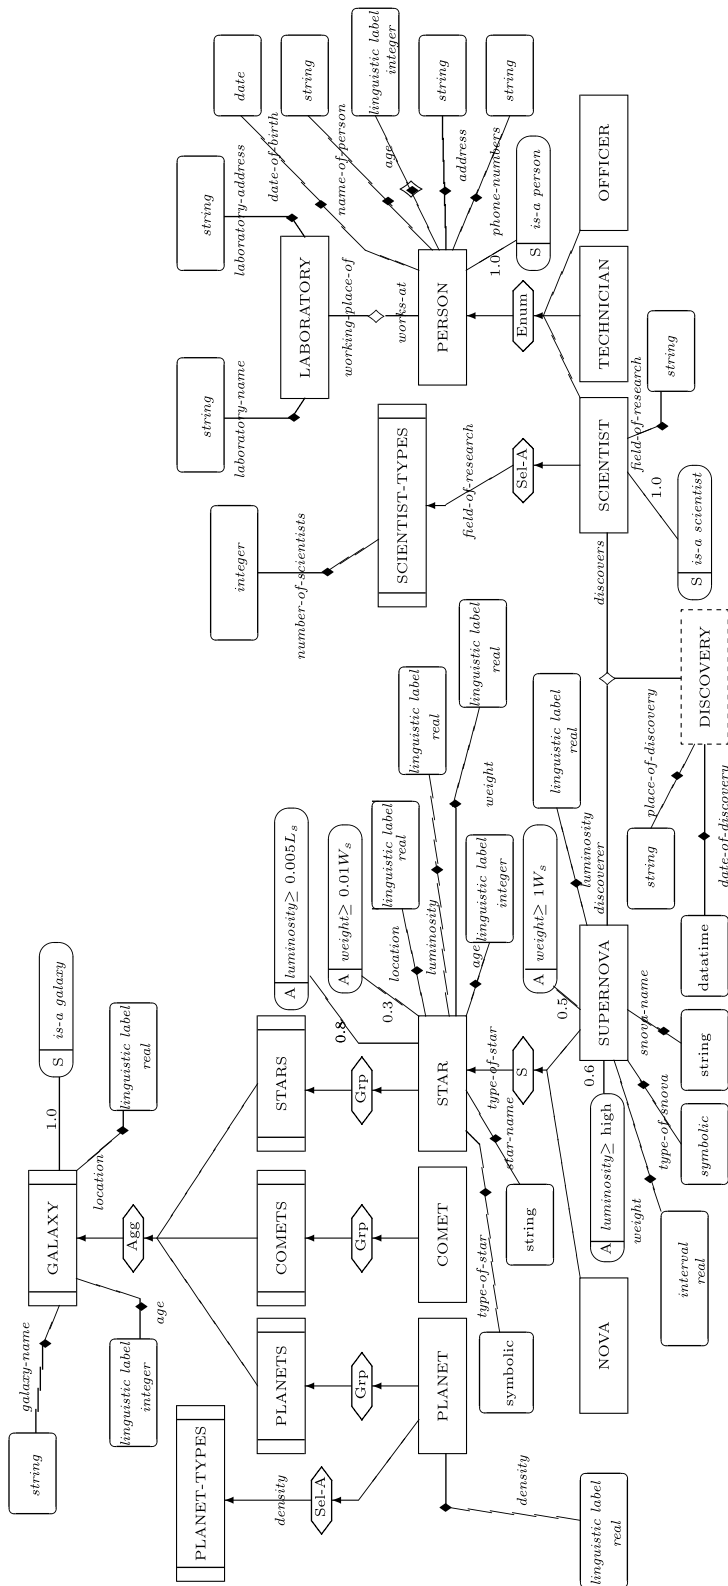 string
galaxy-name
GALAXY
1.0
S is-a galaxy
location
linguistic label
real
age
linguistic label
integer
Agg
PLANET-TYPES
density
Sel-A
PLANETS
Grp
PLANET
density
linguistic label
real
COMETS
Grp
COMET
STARS
Grp
STAR
0.8
A luminosity≥ 0.005Ls
0.3
A weight≥ 0.01Ws
location
linguistic label
real
luminosity
linguistic label
real
weight
linguistic label
real
age
linguistic label
integer
type-of-star
symbolic
star-name
string
type-of-star
S
NOVA
SUPERNOVA
0.5
A weight≥ 1Ws
0.6
A luminosity≥ high
luminosity
linguistic label
real
discoverer
weight
interval
real
type-of-snova
symbolic
snova-name
string
discovers
DISCOVERY
place-of-discovery
string
date-of-discovery
datatime
integer
number-of-scientists
SCIENTIST-TYPES
field-of-research
Sel-A
SCIENTIST
1.0
S is-a scientist
field-of-research
string
string
laboratory-name
LABORATORY
laboratory-address
string
working-place-of
works-at
PERSON
date-of-birth
date
name-of-person
string
age
linguistic label
integer
address
string
phone-numbers
string
1.0
S is-a person
Enum
TECHNICIAN
OFFICER